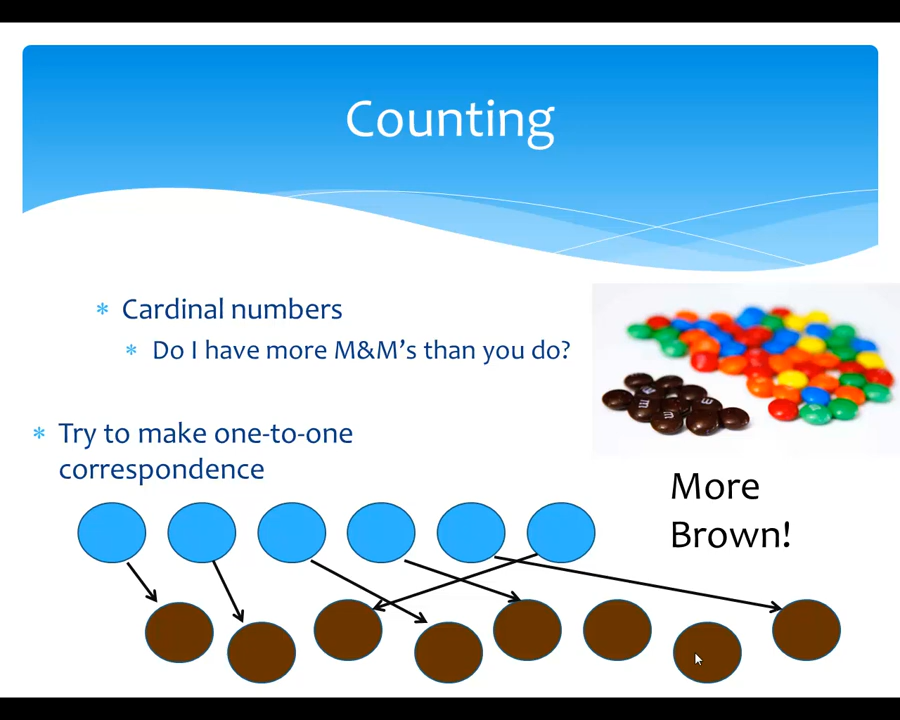 Counting
* Cardinal numbers
* Do I have more M&M's than you do?
* Try to make one-to-one
correspondence
More
Brown!